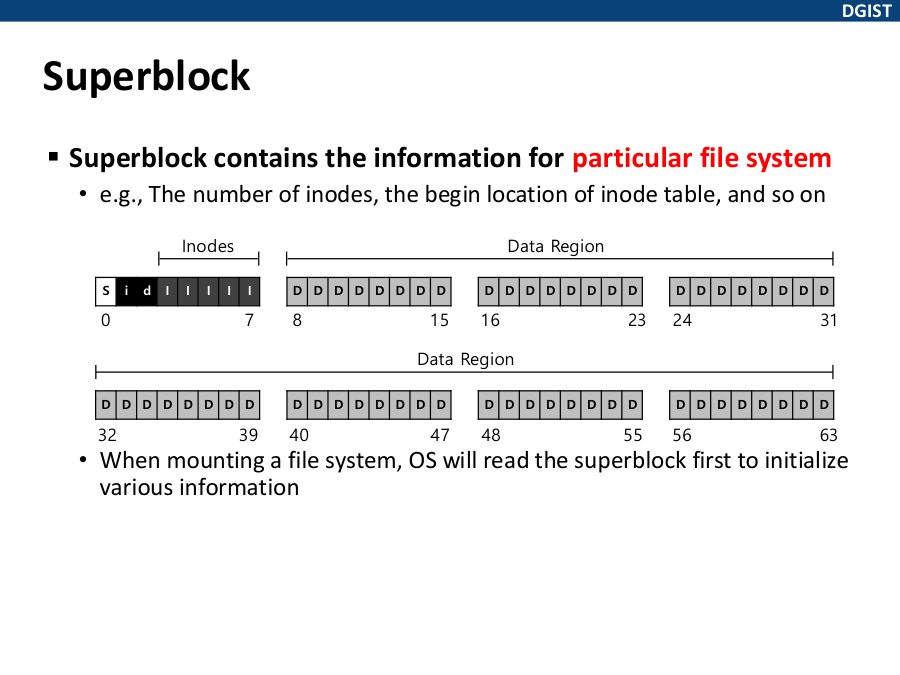 DGIST
Superblock
▪ Superblock contains the information for particular file system
• e.g., The number of inodes, the begin location of inode table, and so on
Inodes Data Region
S i d I I I I I D D D D D D D D D D D D D D D D D D D D D D D D
0 7 8 15 16 23 24 31
Data Region
D D D D D D D D D D D D D D D D D D D D D D D D D D D D D D D D
32 39 40 47 48 55 56 63
• When mounting a file system, OS will read the superblock first to initialize
various information